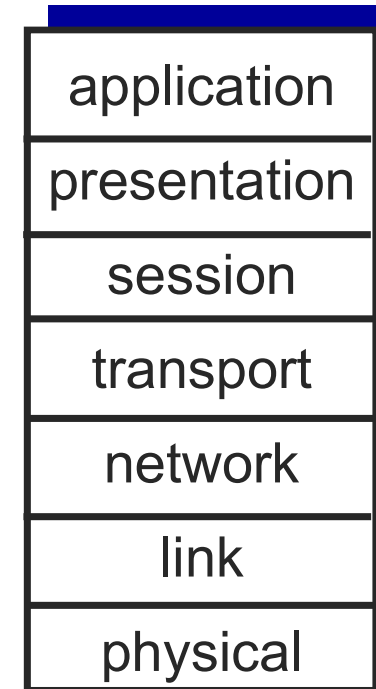 application
presentation
session
transport
network
link
physical